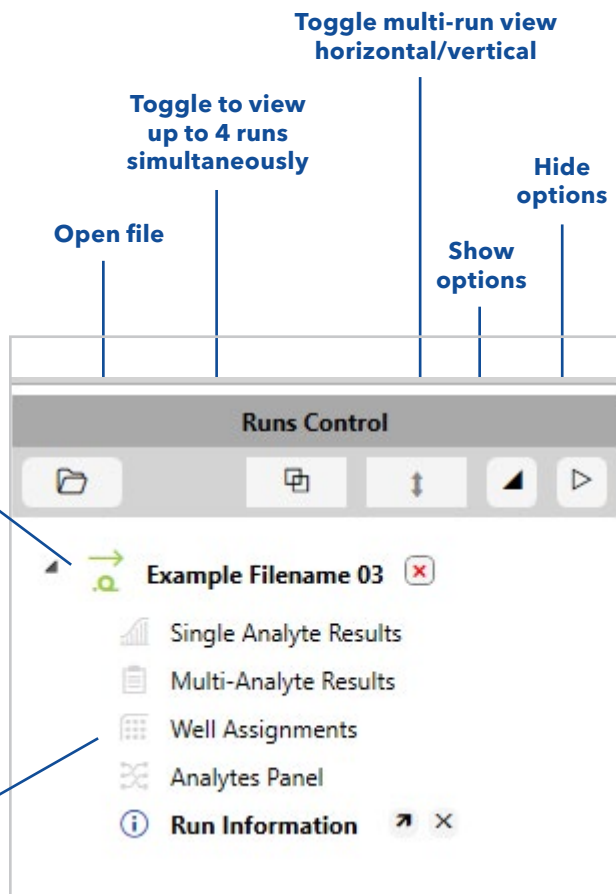 Toggle multi-run view
horizontal/vertical
Toggle to view
up to 4 runs
simultaneously
Hide
options
Open file
Show
options
Runs Control
.Q
Example Filename 03
Single Analyte Results
Multi-Analyte Results
Well Assignments
Analytes Panel
Run Information